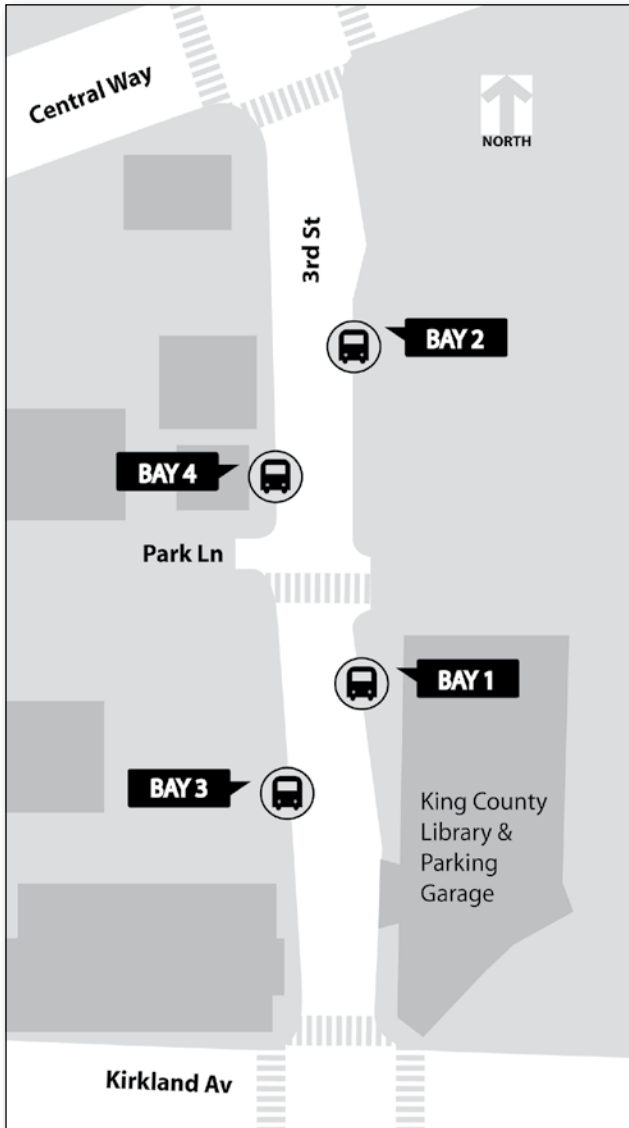 Central Way
NORTH
3rd St
BAY 2
BAY 4
Park Ln
BAY 1
BAY 3
King County
Library &
Parking
Garage
Kirkland Av